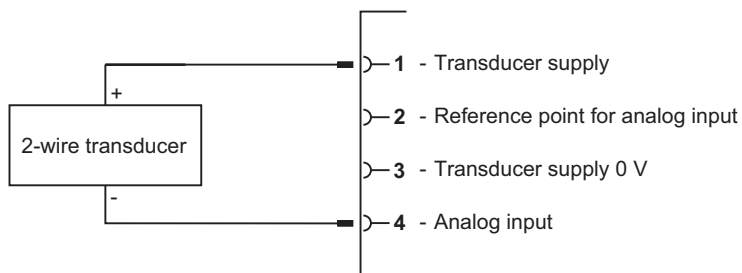 1 - Transducer supply
+
2 - Reference point for analog input
2-wire transducer
3 - Transducer supply 0 V
-
4 - Analog input